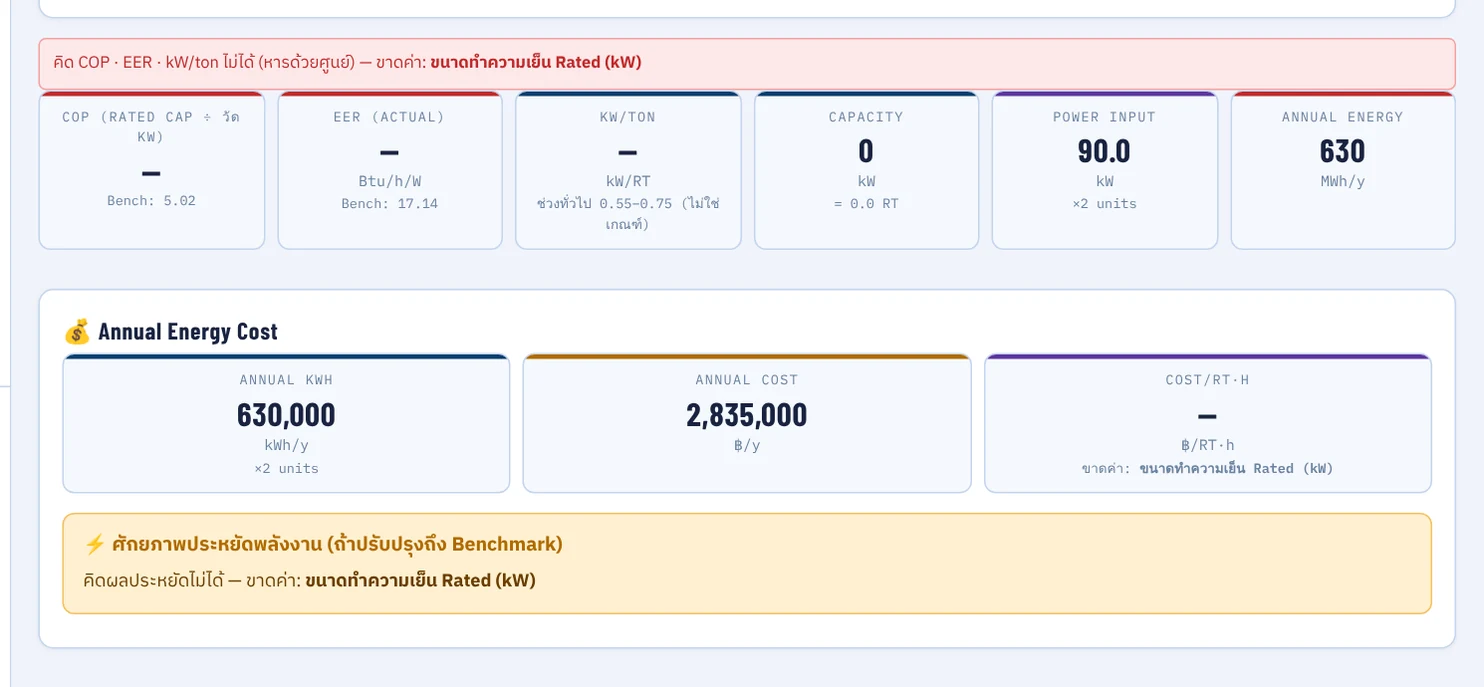 คิด COP · EER · kW/ton ไม่ได้ (หารด้วยศูนย์) — ขาดค่า: ขนาดทำความเย็น Rated (kW)
COP (RATED CAP ÷ วัด
KW)
—
Bench: 5.02
EER (ACTUAL)
—
Btu/h/W
Bench: 17.14
KW/TON
—
kW/RT
ช่วงทั่วไป 0.55–0.75 (ไม่ใช่
เกณฑ์)
CAPACITY
0
kW
= 0.0 RT
POWER INPUT
90.0
kW
×2 units
ANNUAL ENERGY
630
MWh/y
💰 Annual Energy Cost
ANNUAL KWH
630,000
kWh/y
×2 units
ANNUAL COST
2,835,000
฿/y
COST/RT·H
—
฿/RT·h
ขาดค่า: ขนาดทำความเย็น Rated (kW)
⚡ ศักยภาพประหยัดพลังงาน (ถ้าปรับปรุงถึง Benchmark)
คิดผลประหยัดไม่ได้ — ขาดค่า: ขนาดทำความเย็น Rated (kW)